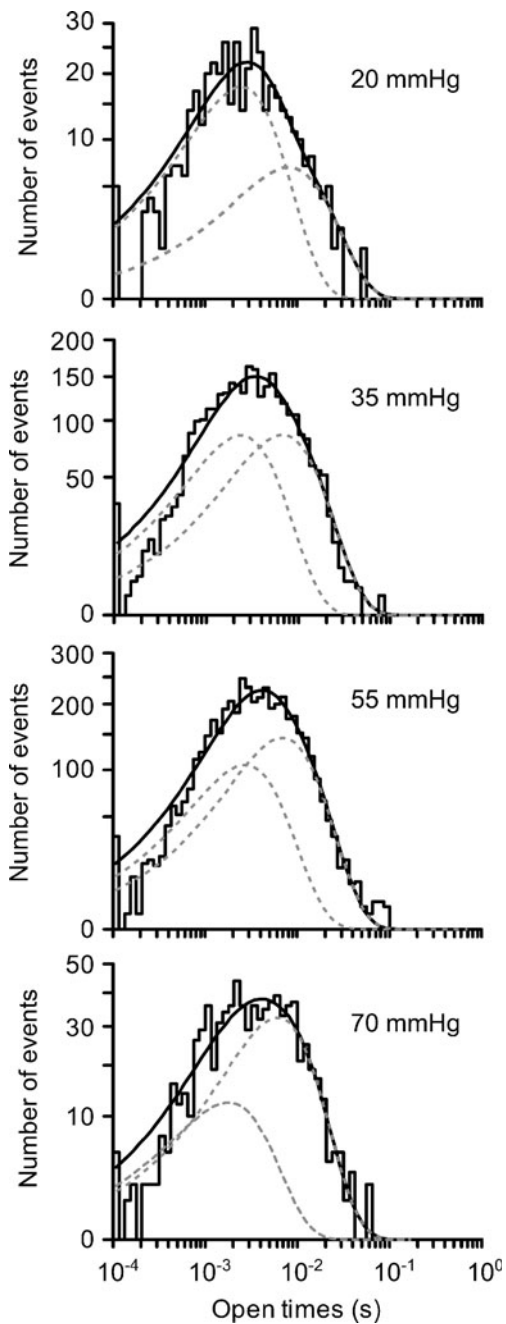 30
20
10
0
Number of events
20 mmHg
200
150
100
50
0
Number of events
35 mmHg
300
200
100
0
Number of events
55 mmHg
50
30
10
0
Number of events
70 mmHg
10⁻⁴ 10⁻³ 10⁻² 10⁻¹ 10⁰
Open times (s)